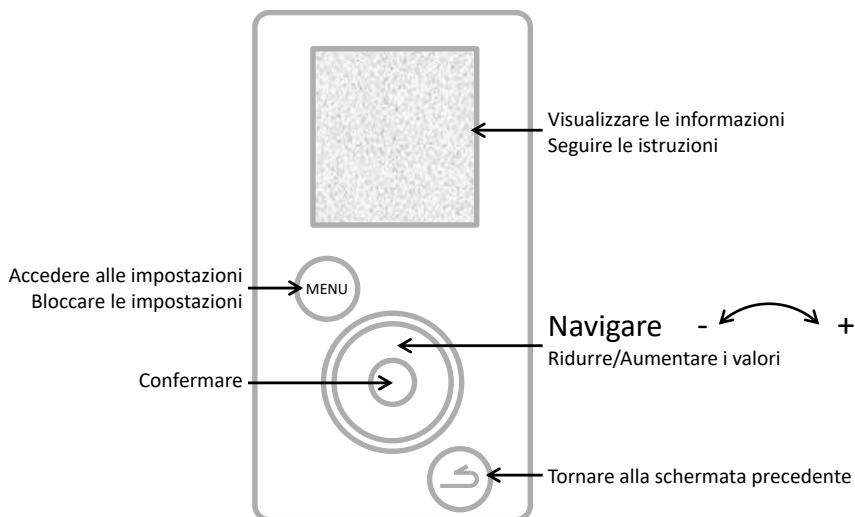 Visualizzare le informazioni
Seguire le istruzioni
Accedere alle impostazioni
Bloccare le impostazioni
MENU
Navigare - +
Ridurre/Aumentare i valori
Confermare
Tornare alla schermata precedente